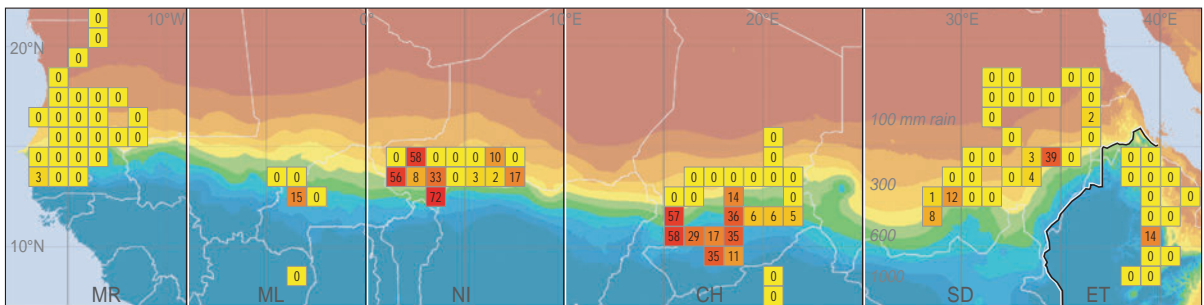 0 10°W 0° 10°E 20°E 30°E 40°E
0
20°N 0
0 0 0 0 0
0 0 0 0 0 0 0 0 0
0 0 0 0 0 100 mm rain 0 2
0 0 0 0 0 0 0 0
0 0 0 0 0 58 0 0 0 10 0 0 0 0 3 39 0 0 0
3 0 0 0 0 56 8 33 0 3 2 17 0 0 0 0 0 0 300 0 0 0 4 0 0
15 0 72 0 0 14 0 1 12 0 0 0 0 0 0
57 36 6 6 5 8 0 0
10°N 58 29 17 35 600 14
35 11 0 0
0 0 1000 0 0
MR ML NI CH 0 SD ET